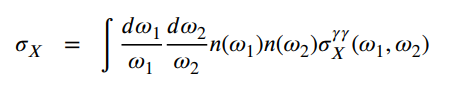 σ_X = ∫ dω₁/ω₁ dω₂/ω₂ n(ω₁)n(ω₂)σ_X^{γγ}(ω₁, ω₂)